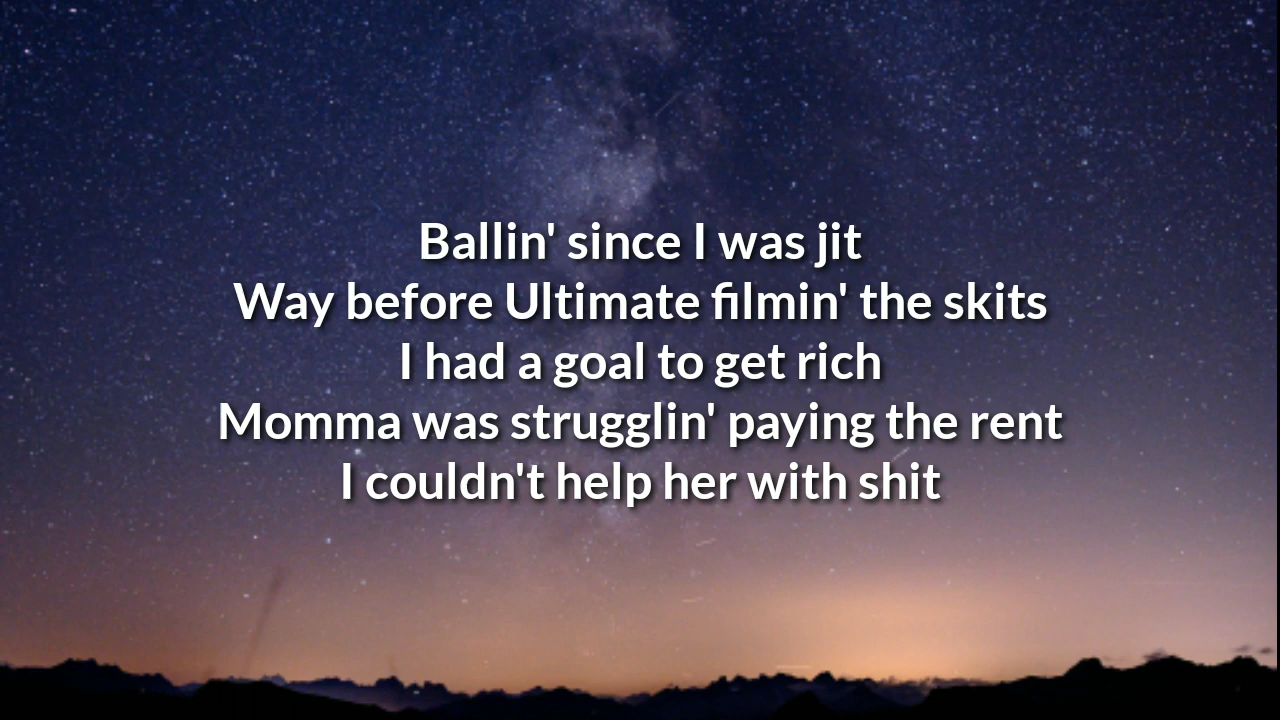 Ballin' since I was jit
Way before Ultimate filmin' the skits
I had a goal to get rich
Momma was strugglin' paying the rent
I couldn't help her with shit